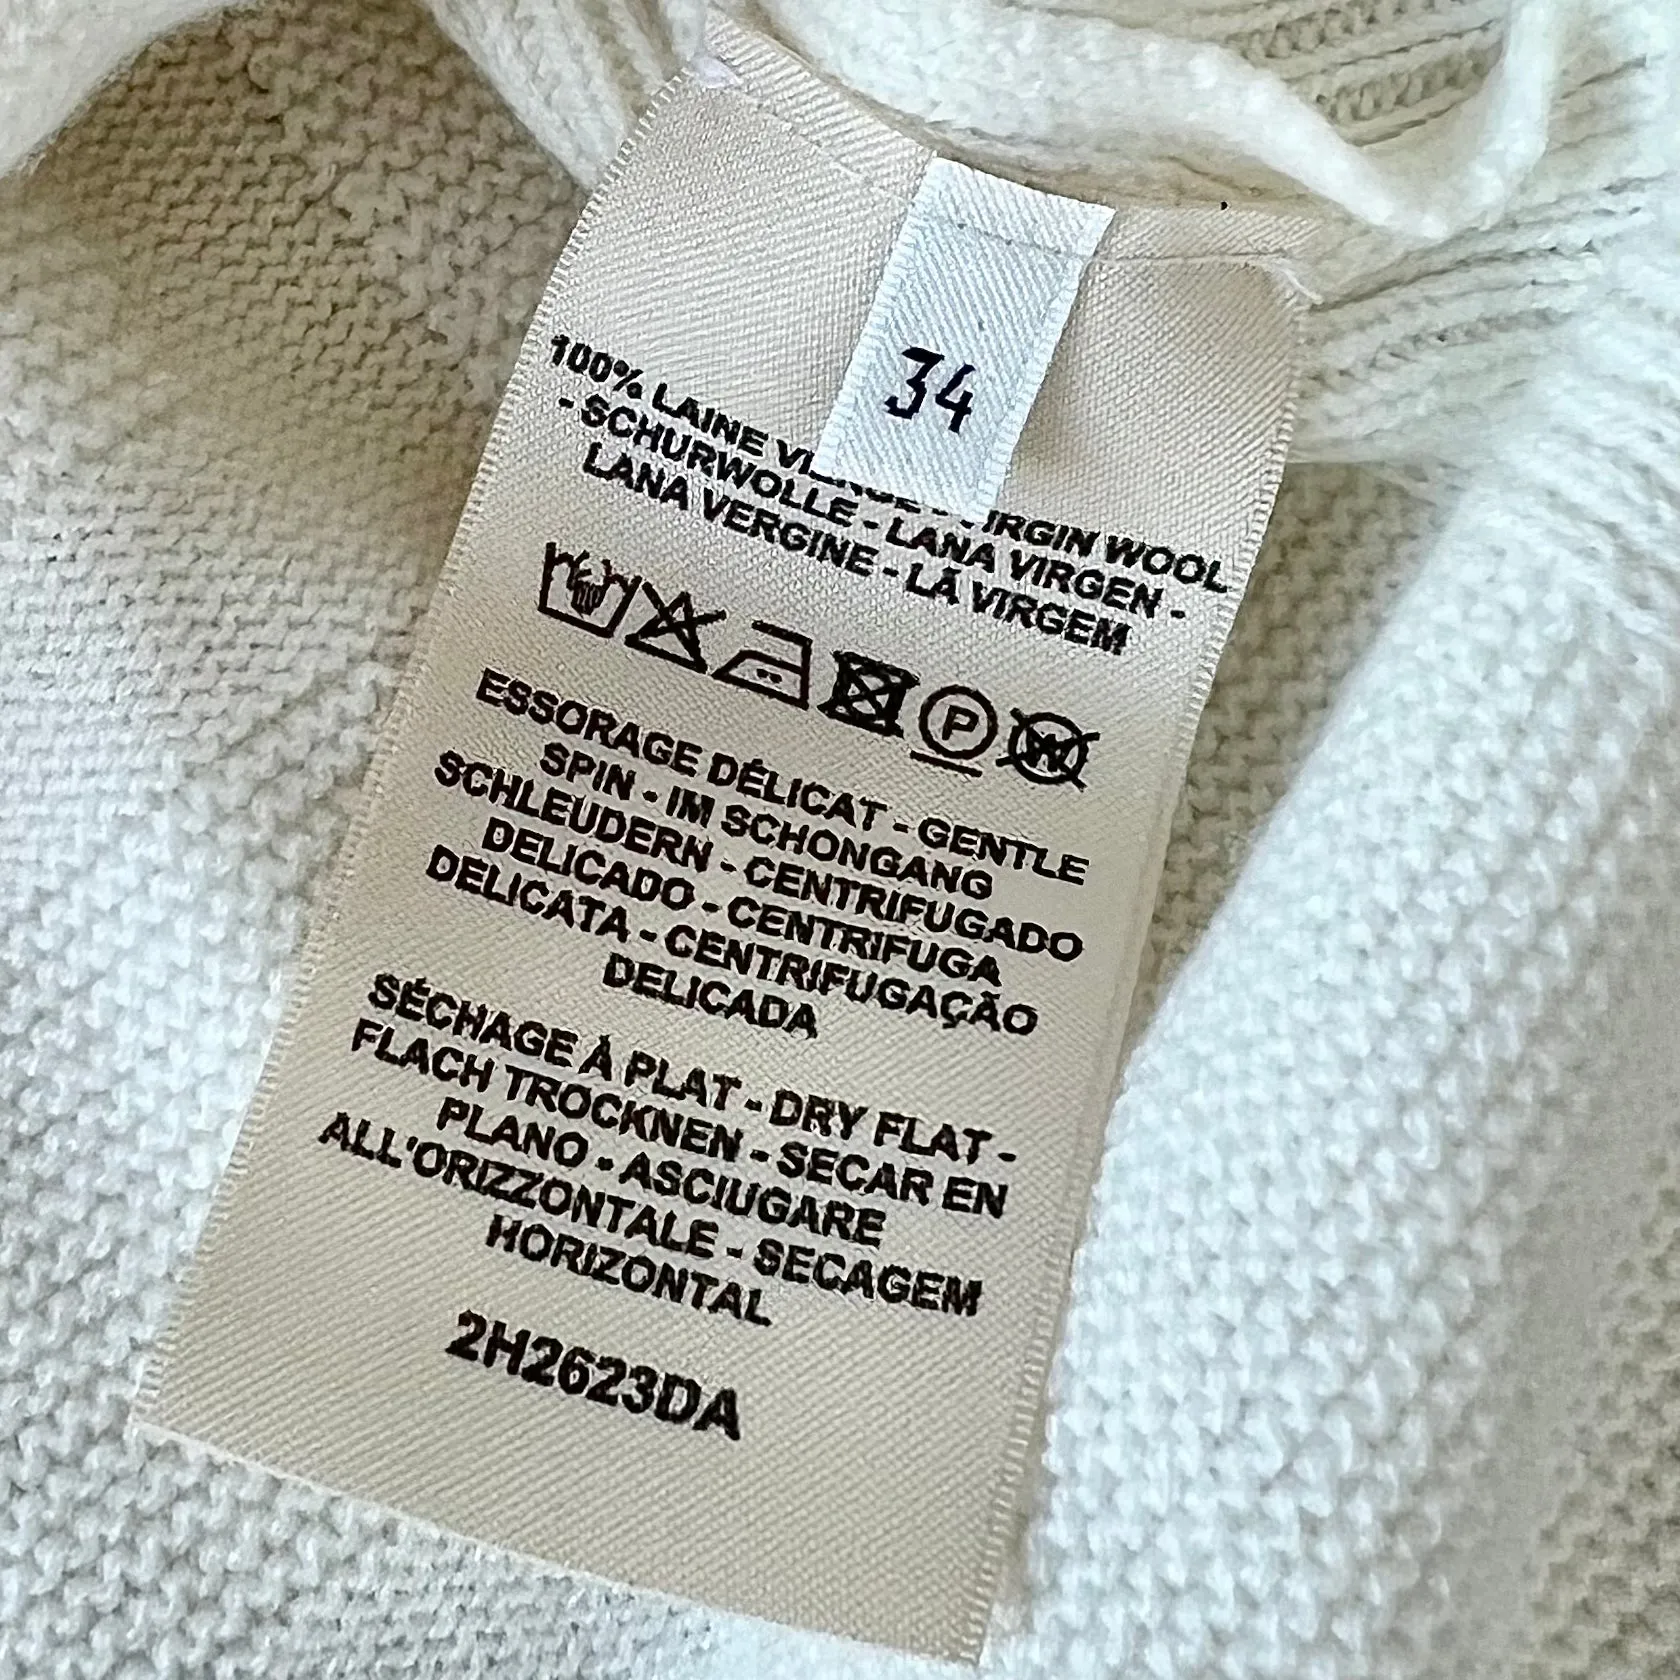 34
100% LAINE VIERGE - VIRGIN WOOL
- SCHURWOLLE - LANA VIRGEN -
LANA VERGINE - LÃ VIRGEM
P
W
ESSORAGE DÉLICAT - GENTLE
SPIN - IM SCHONGANG
SCHLEUDERN - CENTRIFUGADO
DELICADO - CENTRIFUGA
DELICATA - CENTRIFUGAÇÃO
DELICADA
SÉCHAGE À PLAT - DRY FLAT -
FLACH TROCKNEN - SECAR EN
PLANO - ASCIUGARE
ALL'ORIZZONTALE - SECAGEM
HORIZONTAL
2H2623DA